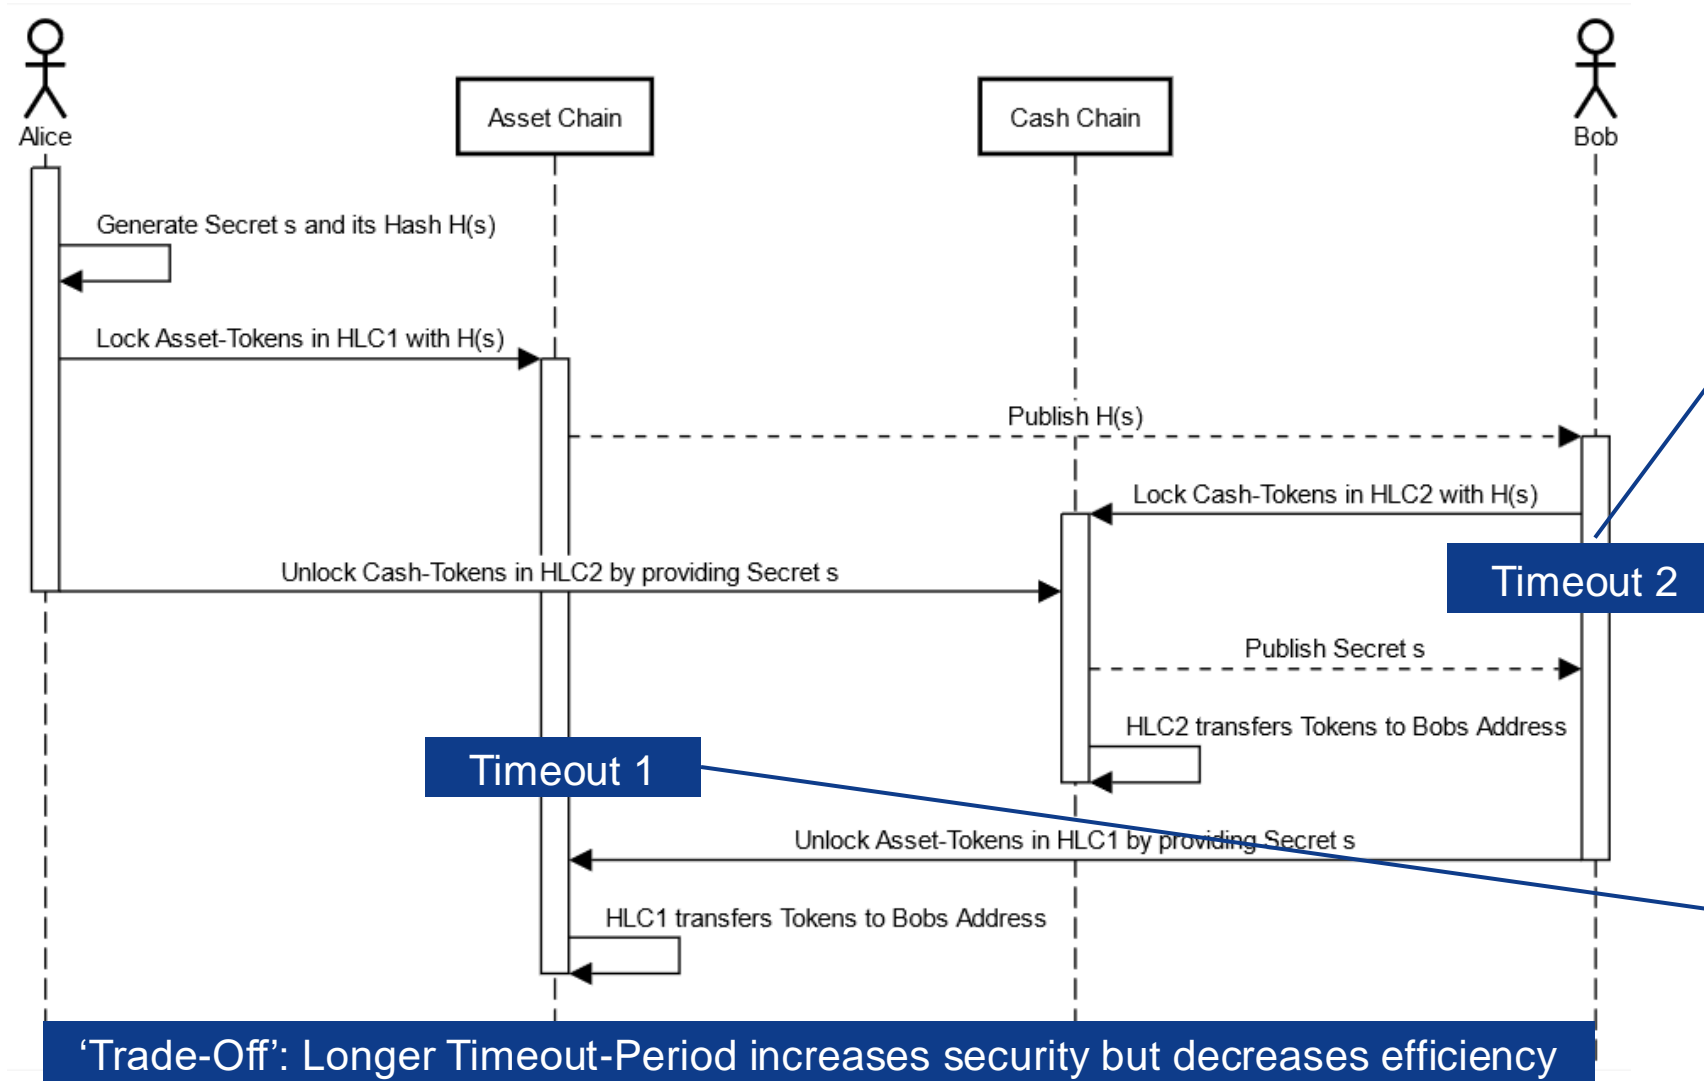 Alice
Asset Chain
Cash Chain
Bob
Generate Secret s and its Hash H(s)
Lock Asset-Tokens in HLC1 with H(s)
Publish H(s)
Lock Cash-Tokens in HLC2 with H(s)
Unlock Cash-Tokens in HLC2 by providing Secret s
Timeout 2
Publish Secret s
HLC2 transfers Tokens to Bobs Address
Timeout 1
Unlock Asset-Tokens in HLC1 by providing Secret s
HLC1 transfers Tokens to Bobs Address
‘Trade-Off’: Longer Timeout-Period increases security but decreases efficiency